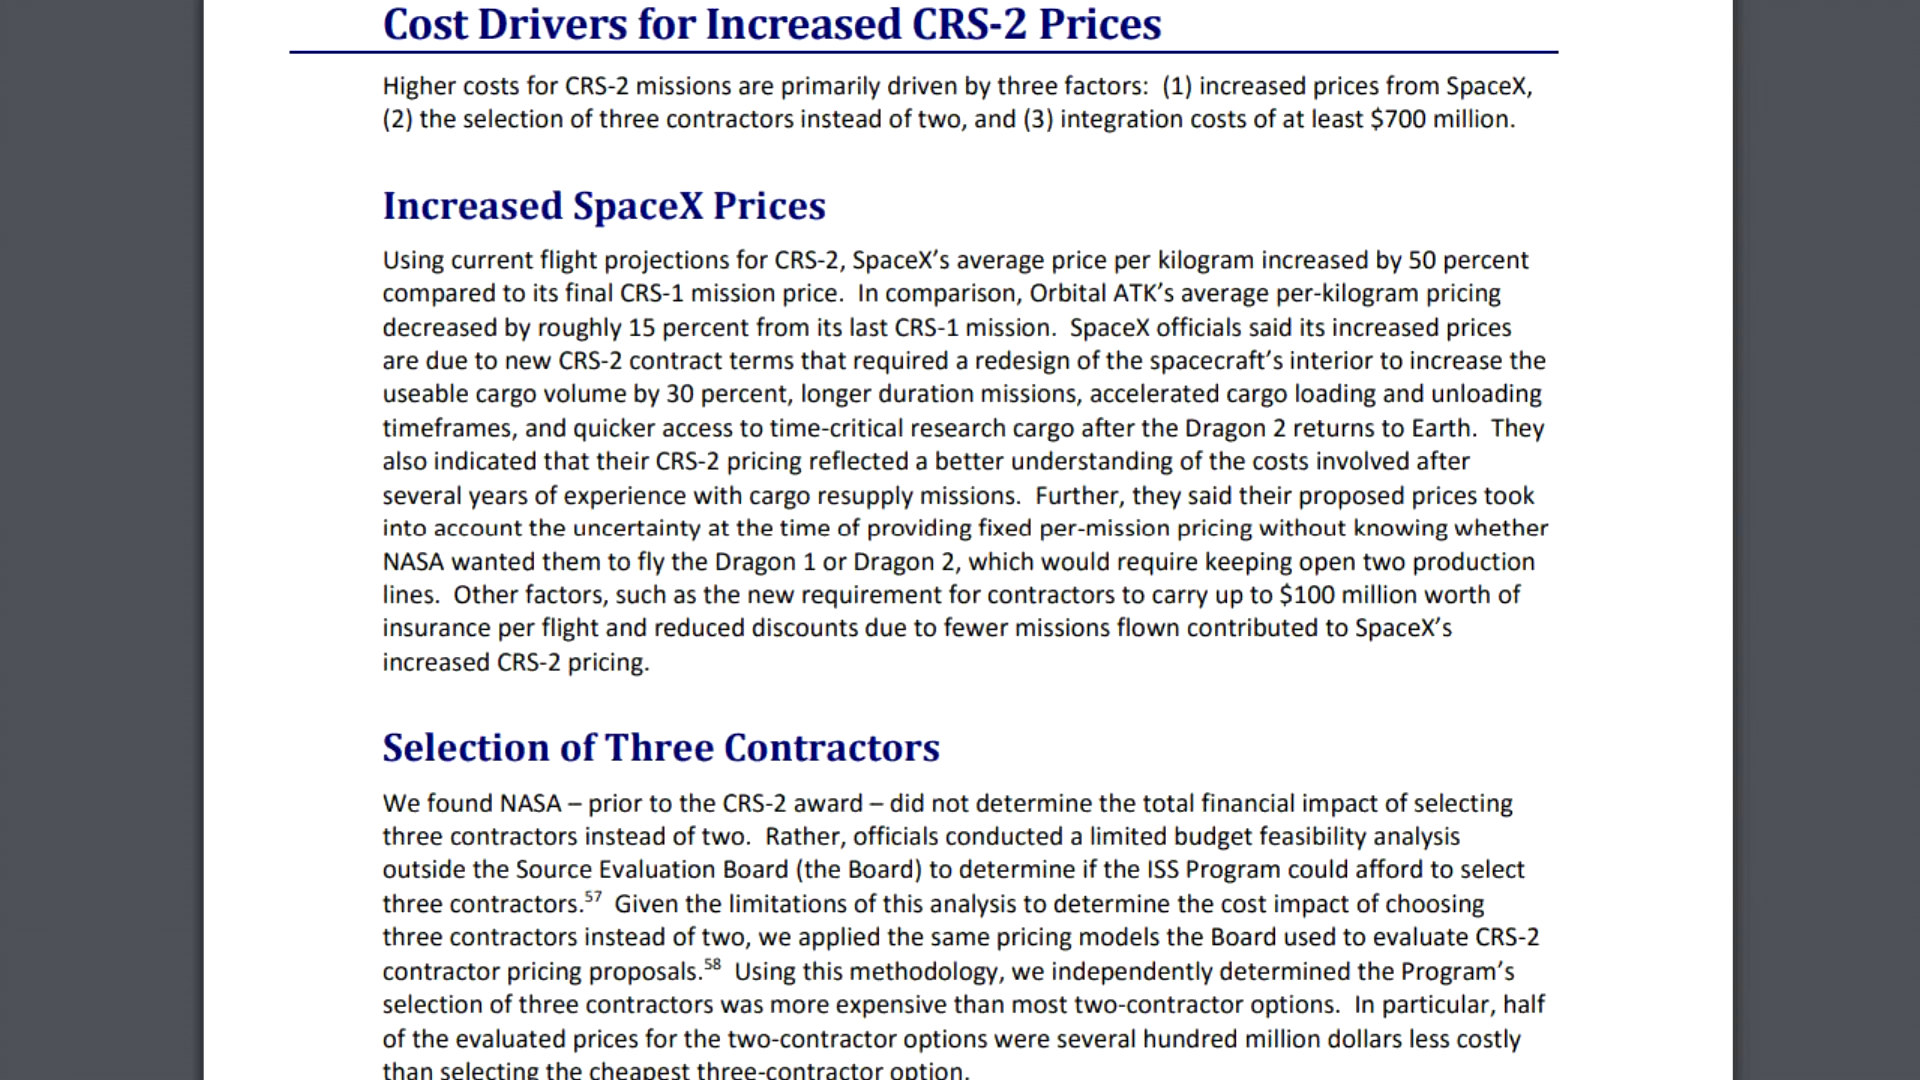 Cost Drivers for Increased CRS-2 Prices
Higher costs for CRS-2 missions are primarily driven by three factors:  (1) increased prices from SpaceX,
(2) the selection of three contractors instead of two, and (3) integration costs of at least $700 million.
Increased SpaceX Prices
Using current flight projections for CRS-2, SpaceX’s average price per kilogram increased by 50 percent
compared to its final CRS-1 mission price.  In comparison, Orbital ATK’s average per-kilogram pricing
decreased by roughly 15 percent from its last CRS-1 mission.  SpaceX officials said its increased prices
are due to new CRS-2 contract terms that required a redesign of the spacecraft’s interior to increase the
useable cargo volume by 30 percent, longer duration missions, accelerated cargo loading and unloading
timeframes, and quicker access to time-critical research cargo after the Dragon 2 returns to Earth.  They
also indicated that their CRS-2 pricing reflected a better understanding of the costs involved after
several years of experience with cargo resupply missions.  Further, they said their proposed prices took
into account the uncertainty at the time of providing fixed per-mission pricing without knowing whether
NASA wanted them to fly the Dragon 1 or Dragon 2, which would require keeping open two production
lines.  Other factors, such as the new requirement for contractors to carry up to $100 million worth of
insurance per flight and reduced discounts due to fewer missions flown contributed to SpaceX’s
increased CRS-2 pricing.
Selection of Three Contractors
We found NASA – prior to the CRS-2 award – did not determine the total financial impact of selecting
three contractors instead of two.  Rather, officials conducted a limited budget feasibility analysis
outside the Source Evaluation Board (the Board) to determine if the ISS Program could afford to select
three contractors.57  Given the limitations of this analysis to determine the cost impact of choosing
three contractors instead of two, we applied the same pricing models the Board used to evaluate CRS-2
contractor pricing proposals.58  Using this methodology, we independently determined the Program’s
selection of three contractors was more expensive than most two-contractor options.  In particular, half
of the evaluated prices for the two-contractor options were several hundred million dollars less costly
than selecting the cheapest three-contractor option.